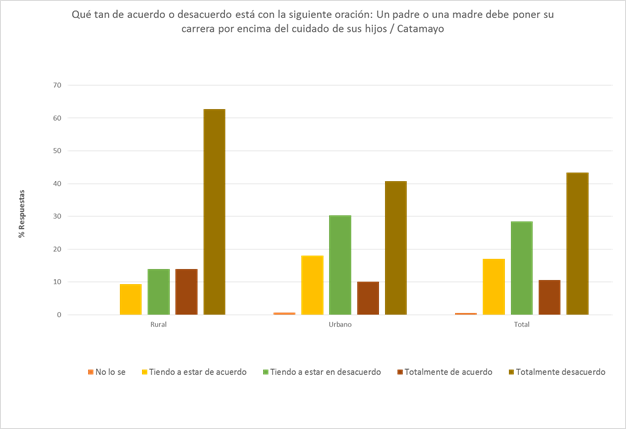 Qué tan de acuerdo o desacuerdo está con la siguiente oración: Un padre o una madre debe poner su
carrera por encima del cuidado de sus hijos / Catamayo
70
60
50
40
30
20
10
0
% Respuestas
Rural Urbano Total
No lo se Tiendo a estar de acuerdo Tiendo a estar en desacuerdo Totalmente de acuerdo Totalmente desacuerdo